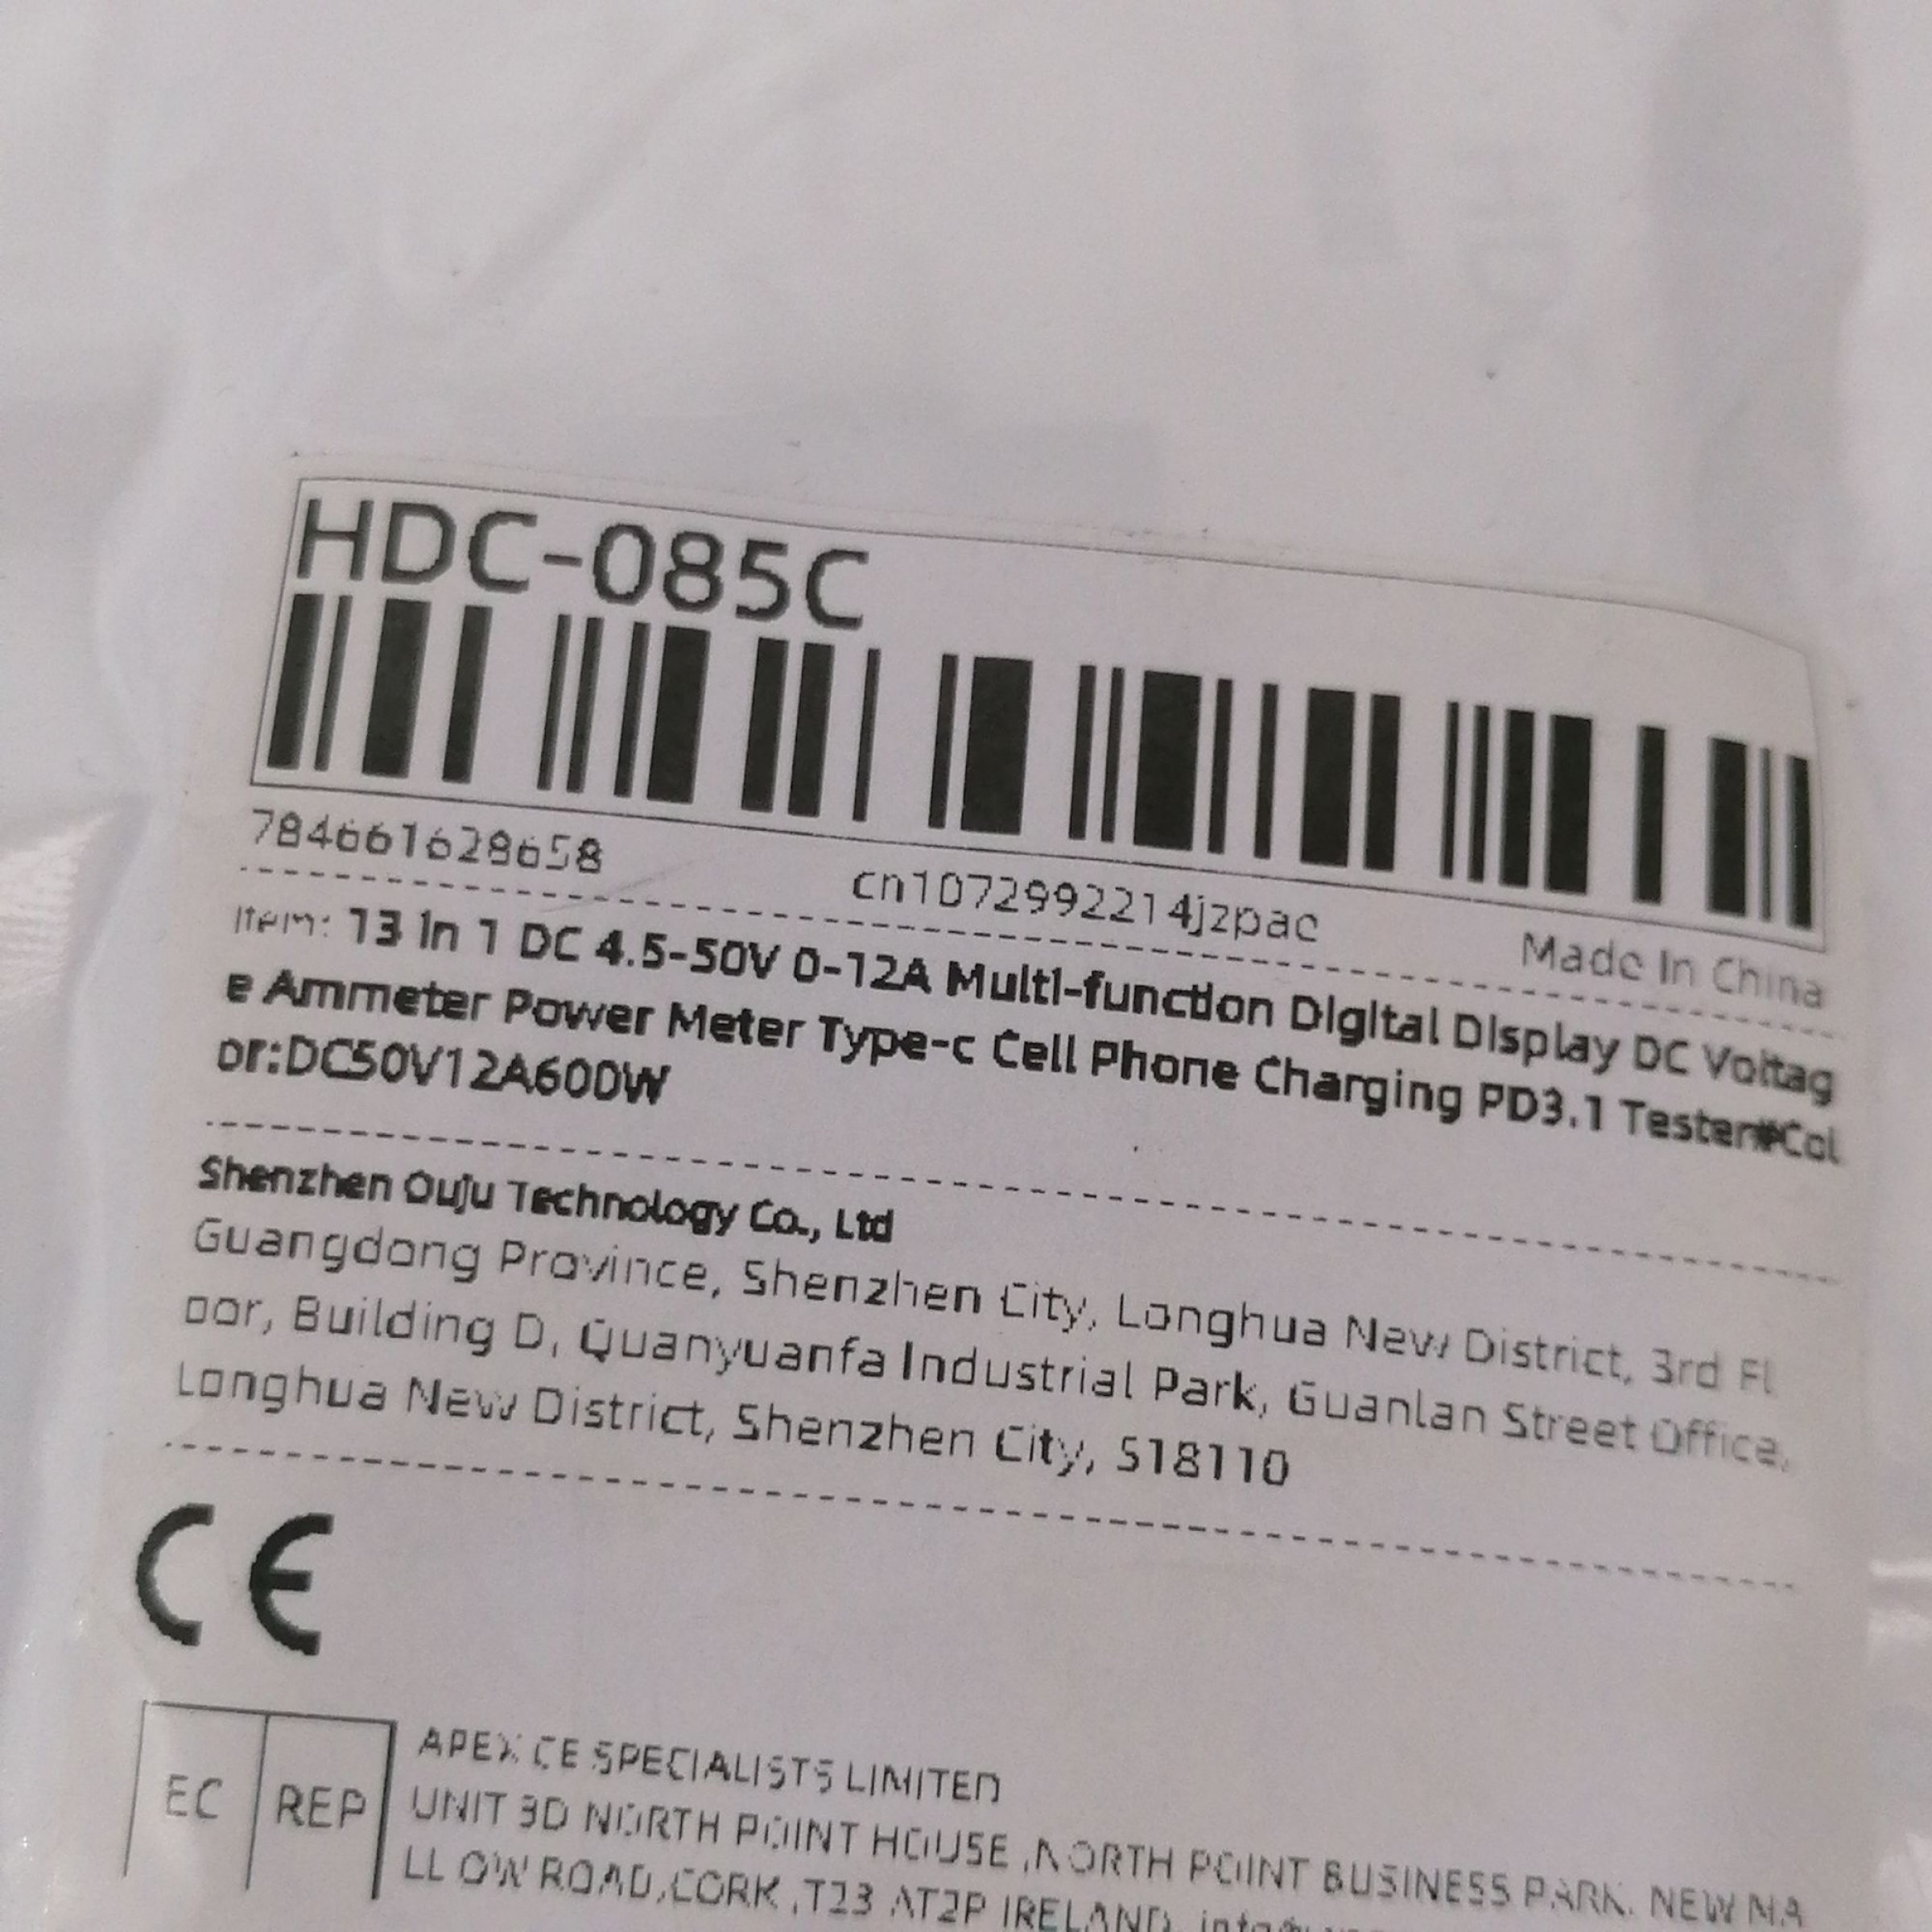 HDC-085C
784661628658
cn1072992214jzpac
Made In China
Item: 13 in 1 DC 4.5-50V 0-12A Multi-function Digital Display DC Voltag
e Ammeter Power Meter Type-c Cell Phone Charging PD3.1 Tester#Col
or:DC50V12A600W
Shenzhen Ouju Technology Co., Ltd
Guangdong Province, Shenzhen City, Longhua New District, 3rd Fl
oor, Building D, Quanyuanfa Industrial Park, Guanlan Street Office,
Longhua New District, Shenzhen City, 518110
CE
EC REP
APEX CE SPECIALISTS LIMITED
UNIT 3D NORTH POINT HOUSE ,NORTH POINT BUSINESS PARK, NEW MA
LL OW ROAD,CORK ,T23 AT2P IRELAND,